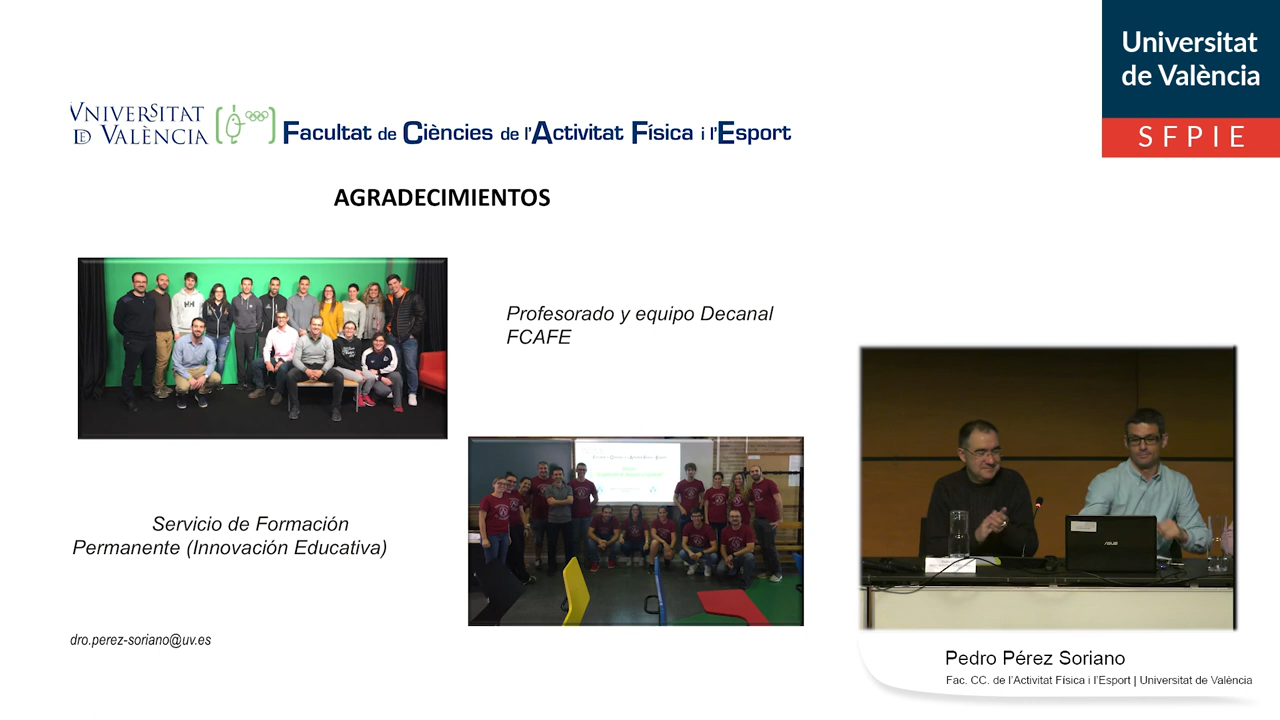 Universitat
de València
SFPIE
VNIVERSITAT
DE VALÈNCIA
Facultat de Ciències de l'Activitat Física i l'Esport
AGRADECIMIENTOS
Profesorado y equipo Decanal
FCAFE
Servicio de Formación
Permanente (Innovación Educativa)
dro.perez-soriano@uv.es
ASUS
Pedro Pérez Soriano
Fac. CC. de l'Activitat Física i l'Esport | Universitat de València